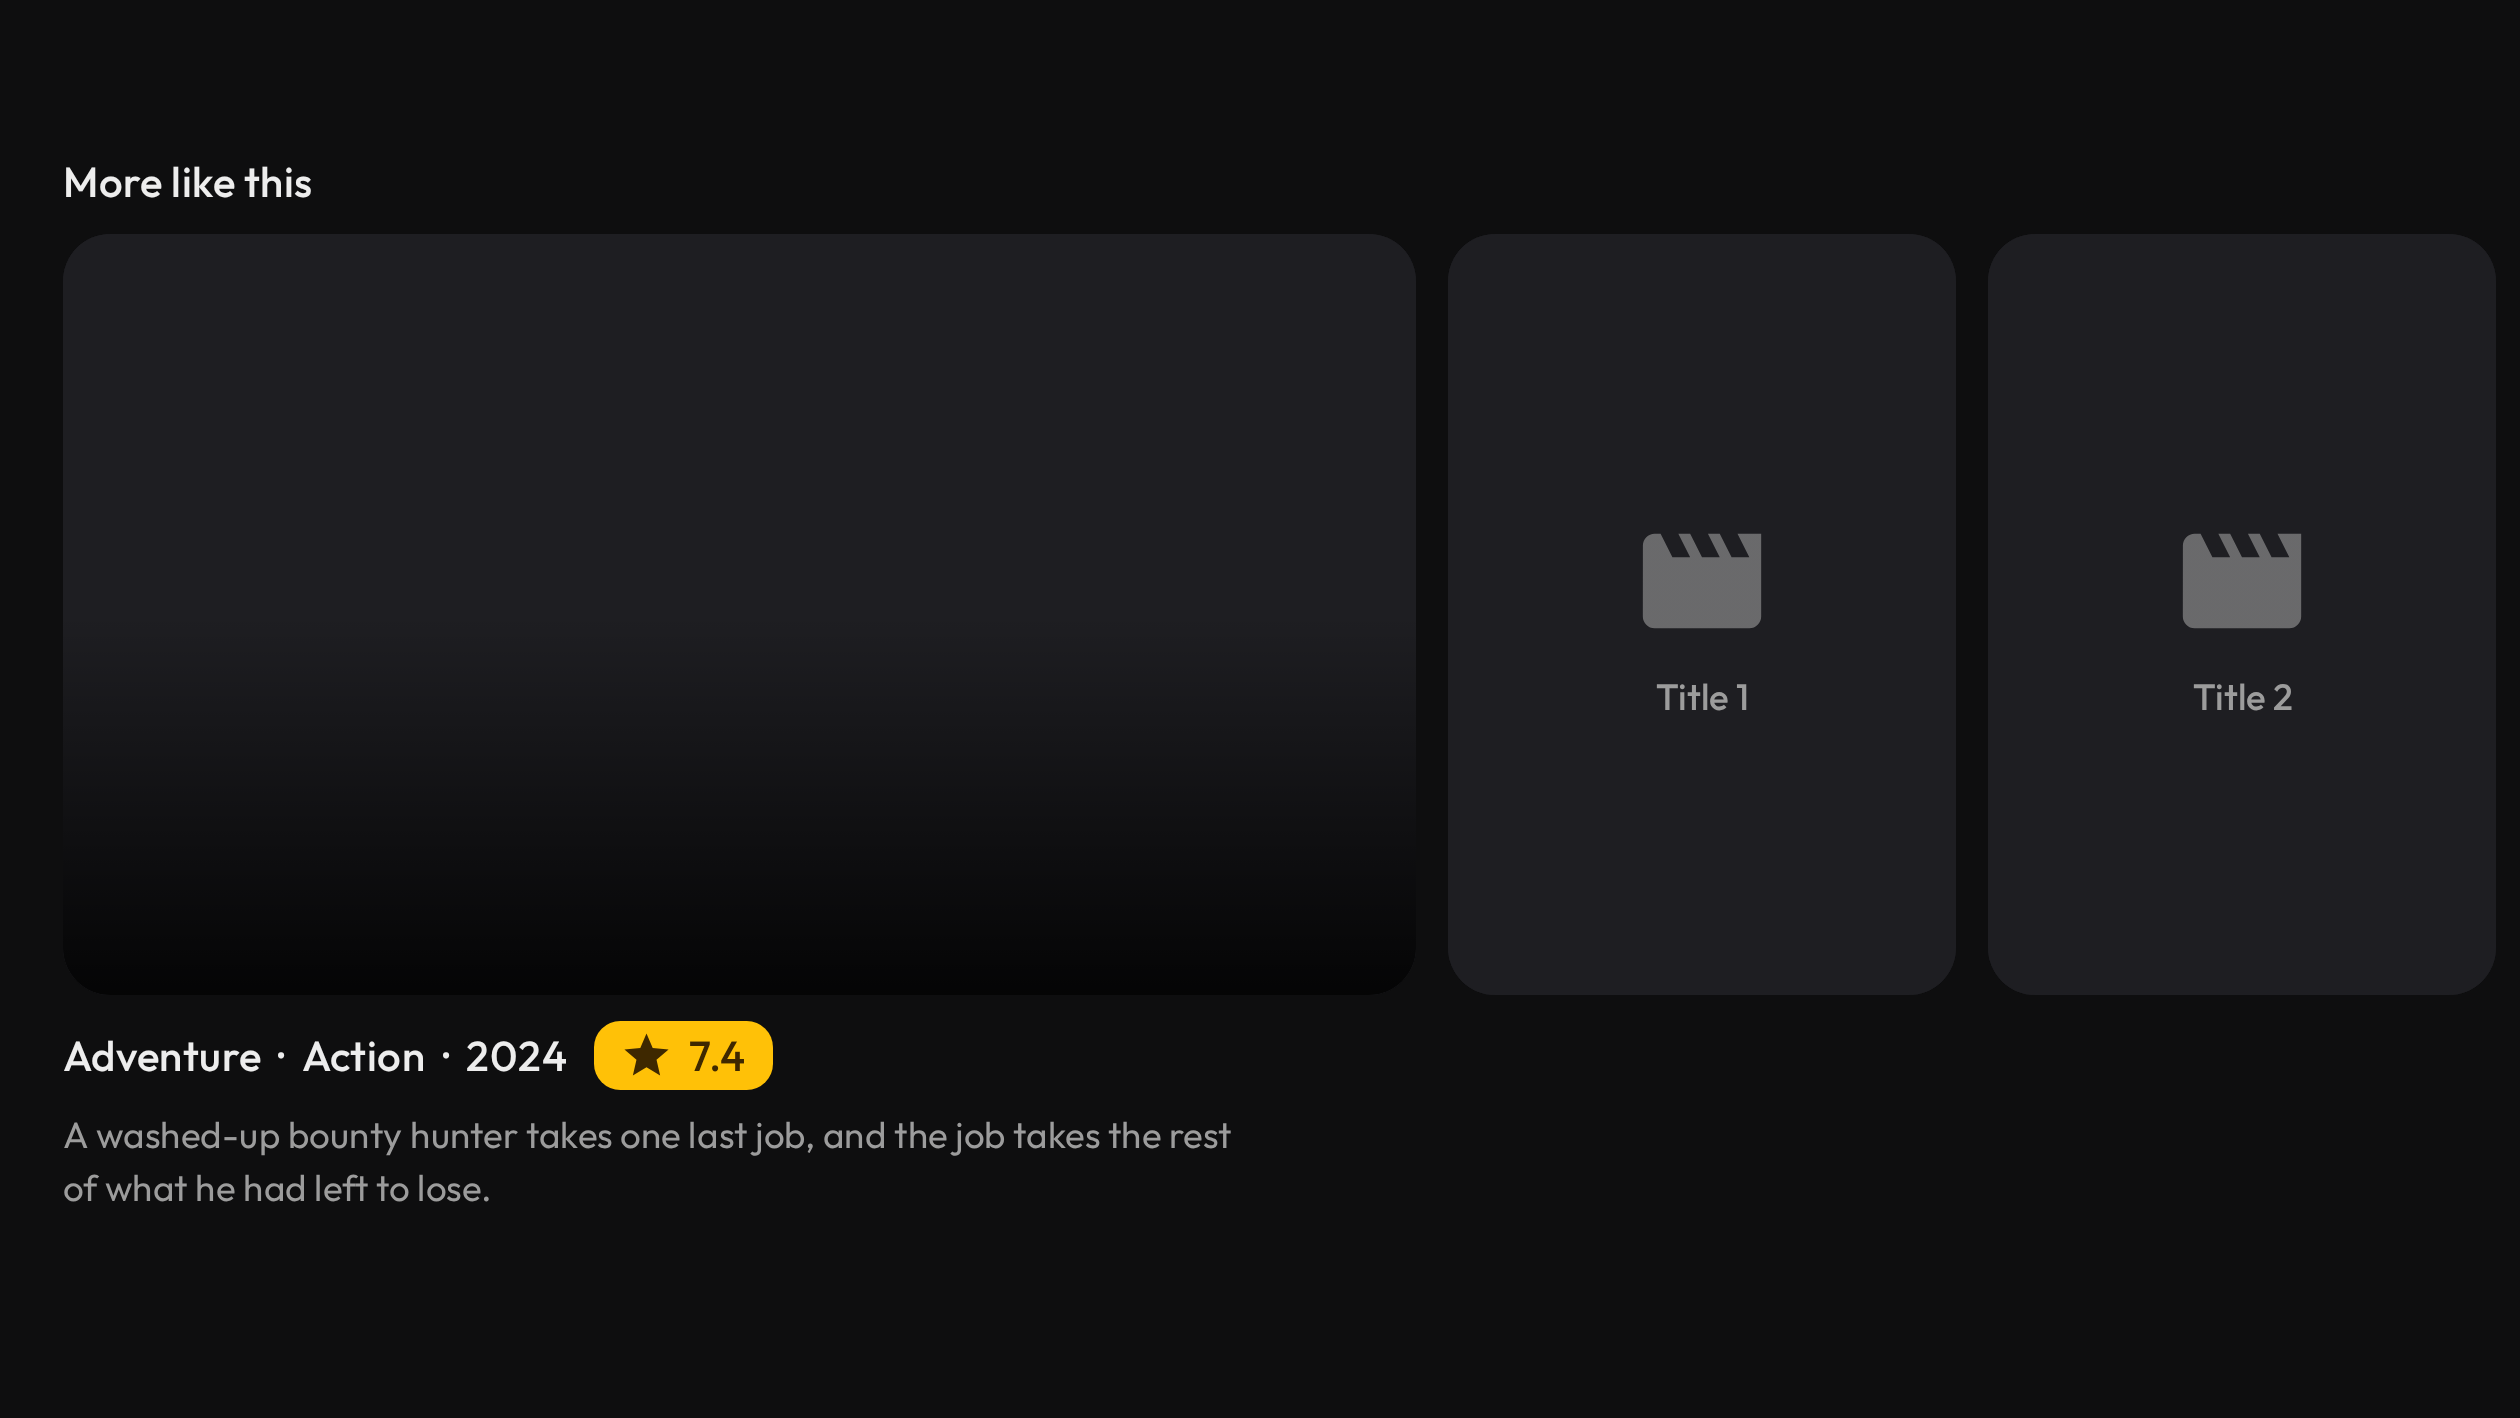 More like this
Title 1
Title 2
Adventure · Action · 2024 7.4
A washed-up bounty hunter takes one last job, and the job takes the rest
of what he had left to lose.